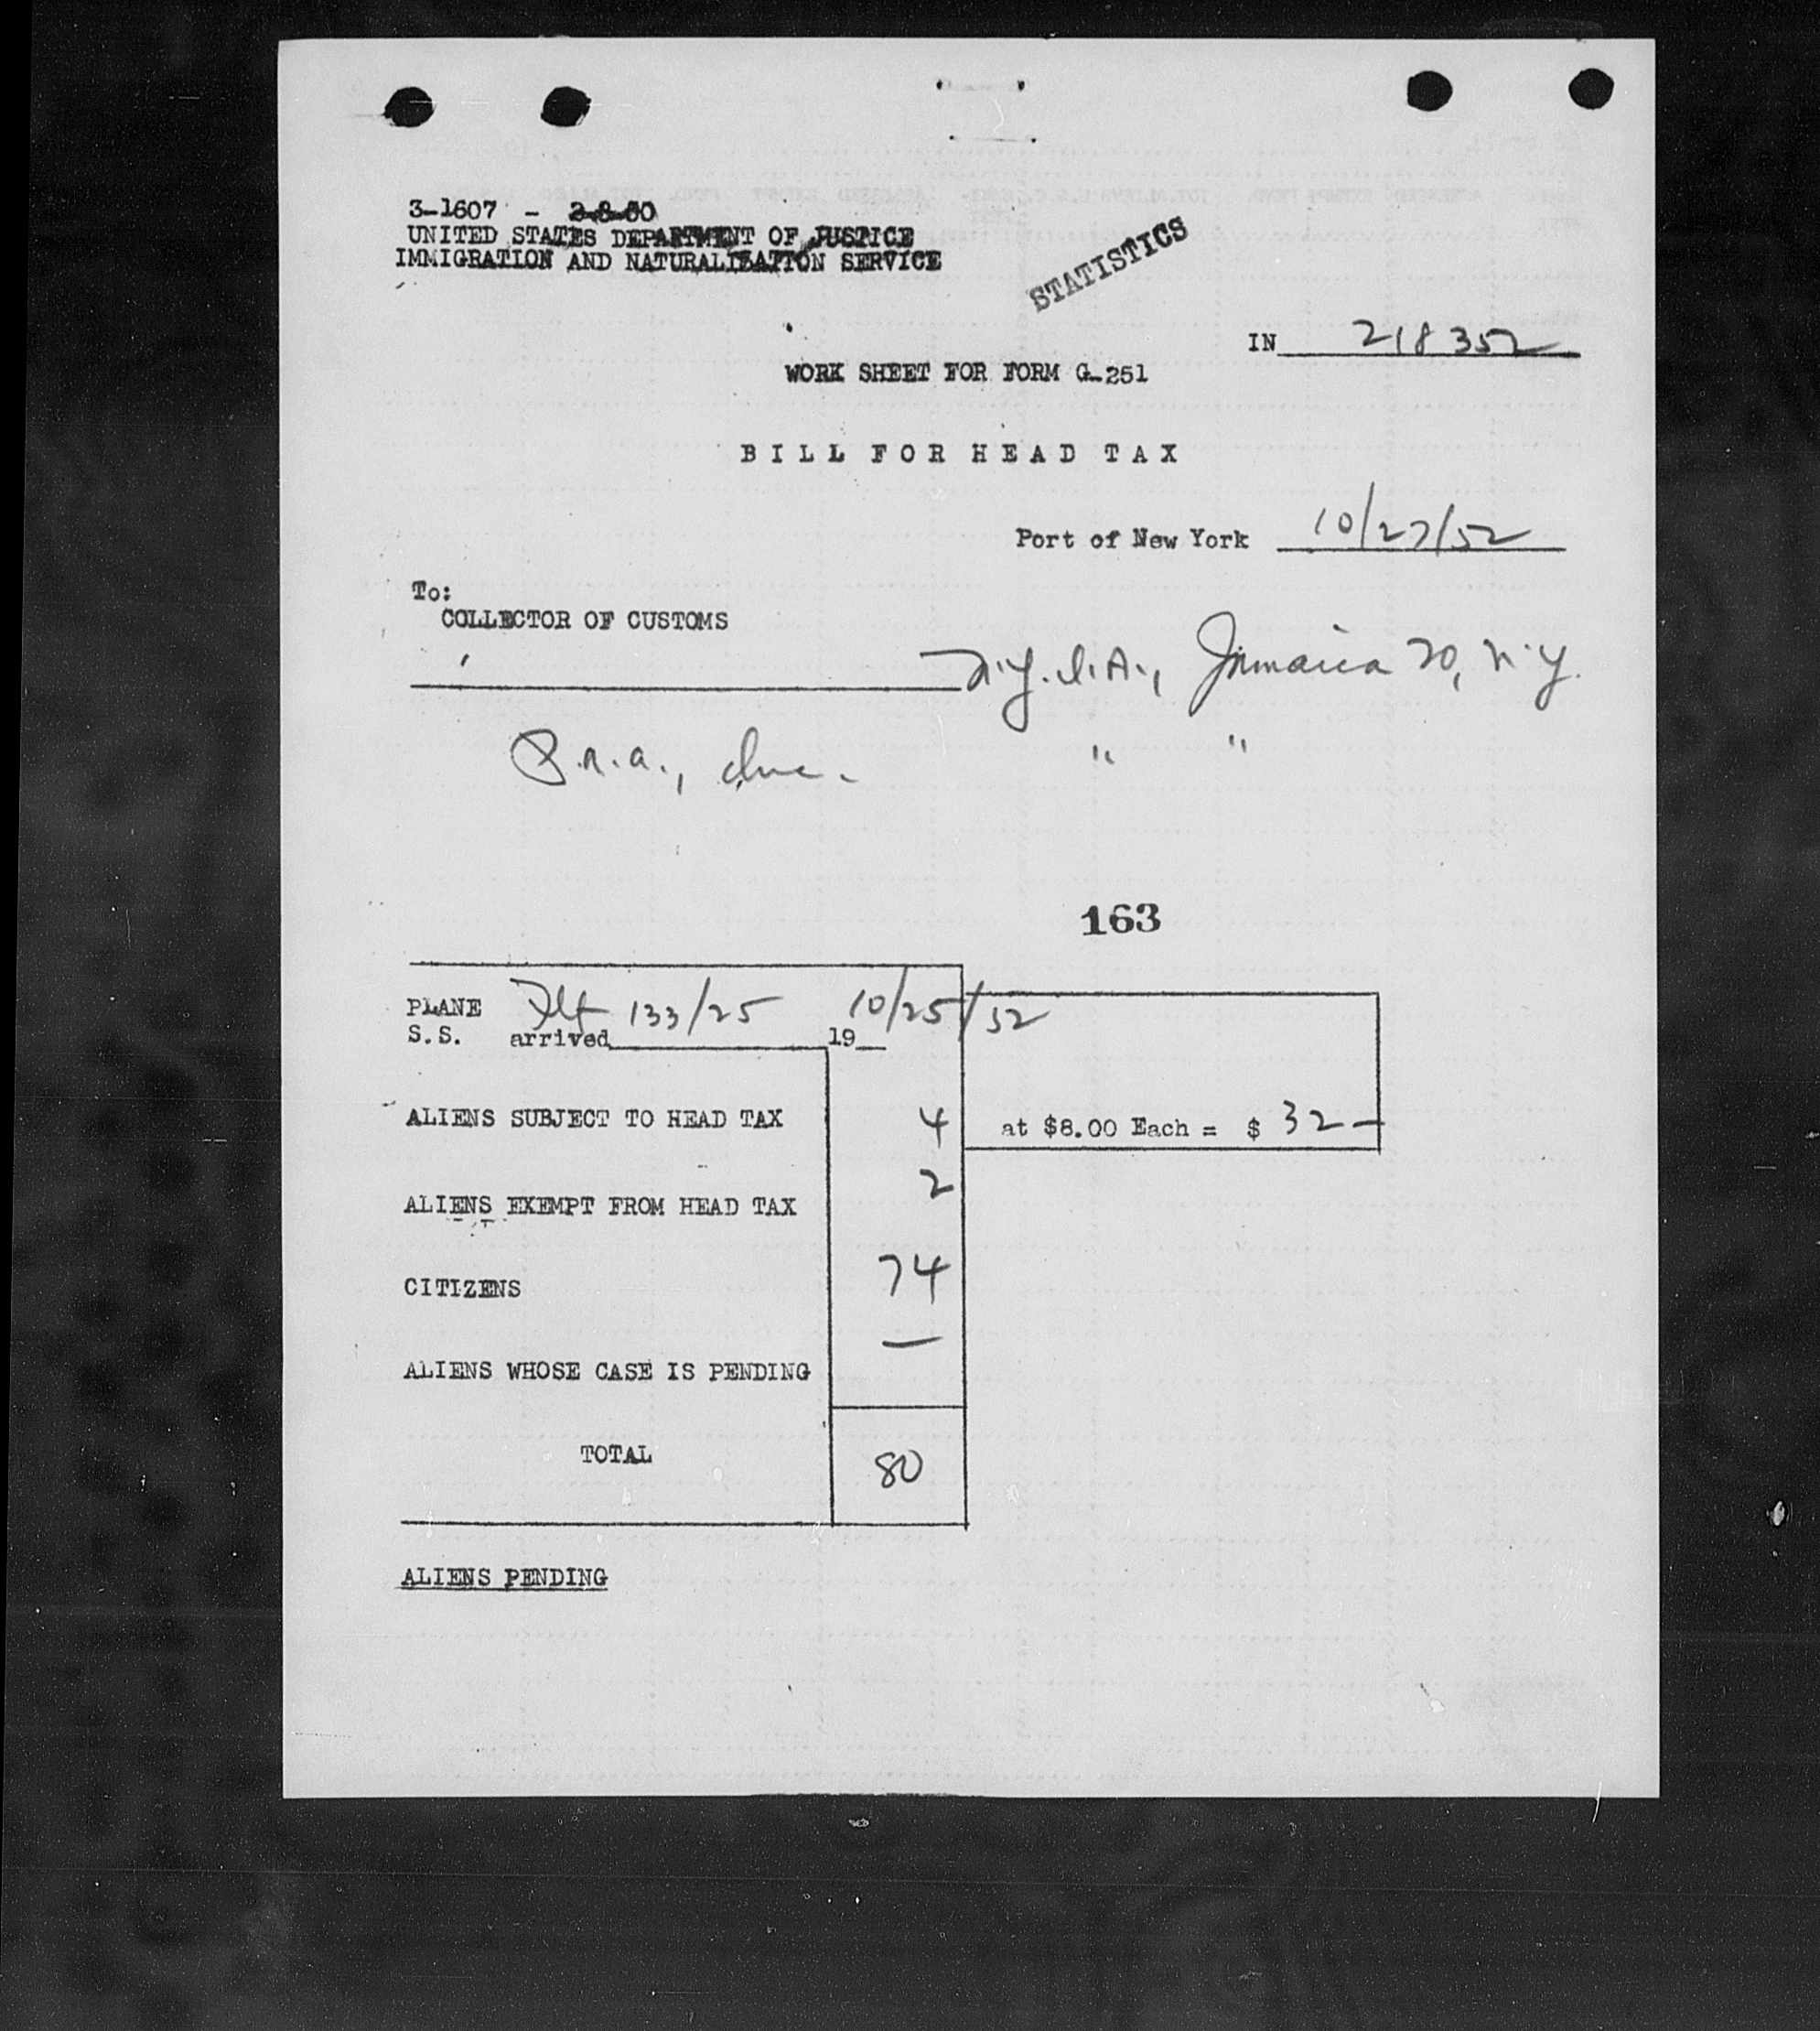 3-1607 - 2-8-50
UNITED STATES DEPARTMENT OF JUSTICE
IMMIGRATION AND NATURALIZATION SERVICE
STATISTICS
IN 218352
WORK SHEET FOR FORM G-251
BILL FOR HEAD TAX
Port of New York 10/27/52
To:
COLLECTOR OF CUSTOMS
N.Y.I.A., Jamaica 30, N.Y.
Inc. " "
163
PLANE Flt 133/25 10/25/52
S.S. arrived 19
ALIENS SUBJECT TO HEAD TAX 4 at $8.00 Each = $ 32-
ALIENS EXEMPT FROM HEAD TAX 2
CITIZENS 74
ALIENS WHOSE CASE IS PENDING —
TOTAL 80
ALIENS PENDING